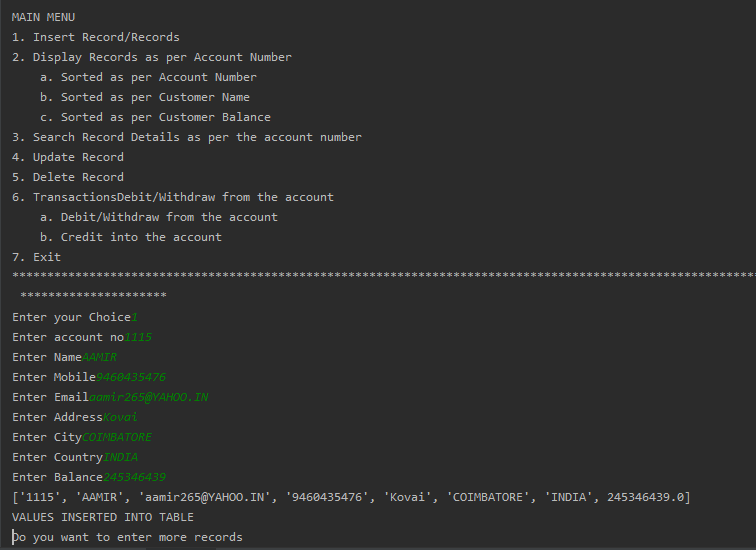 MAIN MENU
1. Insert Record/Records
2. Display Records as per Account Number
a. Sorted as per Account Number
b. Sorted as per Customer Name
c. Sorted as per Customer Balance
3. Search Record Details as per the account number
4. Update Record
5. Delete Record
6. TransactionsDebit/Withdraw from the account
a. Debit/Withdraw from the account
b. Credit into the account
7. Exit
**********************************************************************************************************
*********************
Enter your Choice1
Enter account no1115
Enter NameAAMIR
Enter Mobile9460435476
Enter Emailaamir265@YAHOO.IN
Enter AddressKovai
Enter CityCOIMBATORE
Enter CountryINDIA
Enter Balance245346439
['1115', 'AAMIR', 'aamir265@YAHOO.IN', '9460435476', 'Kovai', 'COIMBATORE', 'INDIA', 245346439.0]
VALUES INSERTED INTO TABLE
Do you want to enter more records